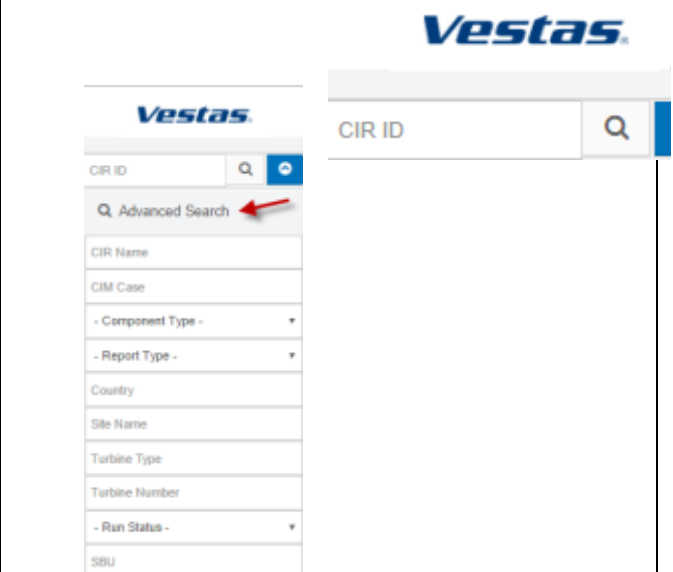 Vestas
CIR ID
Advanced Search
CIR Name
CIM Case
- Component Type -
- Report Type -
Country
Site Name
Turbine Type
Turbine Number
- Run Status -
SBU
Vestas
CIR ID